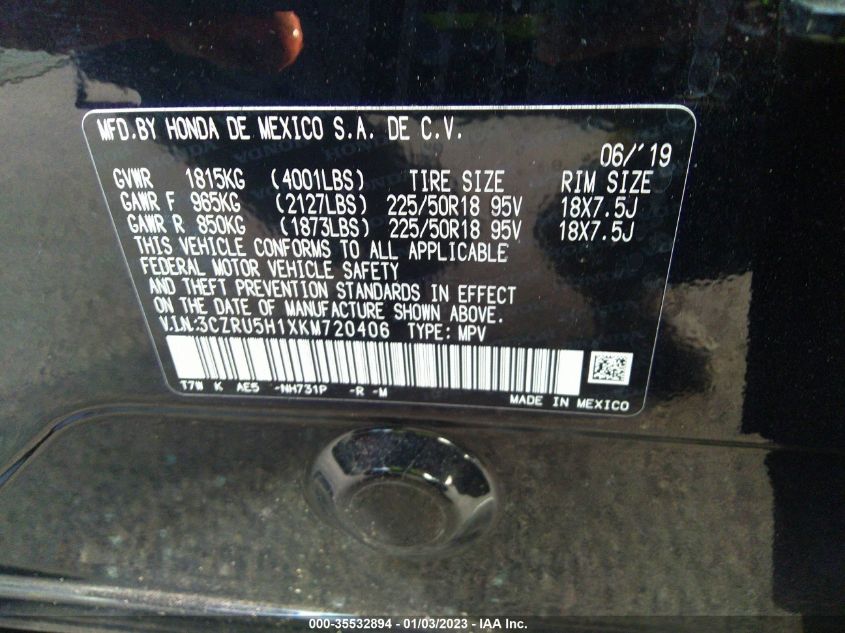 MFD.BY HONDA DE MEXICO S.A. DE C.V.
06/'19
GVWR 1815KG (4001LBS) TIRE SIZE RIM SIZE
GAWR F 965KG (2127LBS) 225/50R18 95V 18X7.5J
GAWR R 850KG (1873LBS) 225/50R18 95V 18X7.5J
THIS VEHICLE CONFORMS TO ALL APPLICABLE
FEDERAL MOTOR VEHICLE SAFETY
AND THEFT PREVENTION STANDARDS IN EFFECT
ON THE DATE OF MANUFACTURE SHOWN ABOVE.
V.I.N:3CZRU5H1XKM720406 TYPE: MPV
T7W K AE5 -NH731P -R -M
MADE IN MEXICO
000-35532894 - 01/03/2023 - IAA Inc.